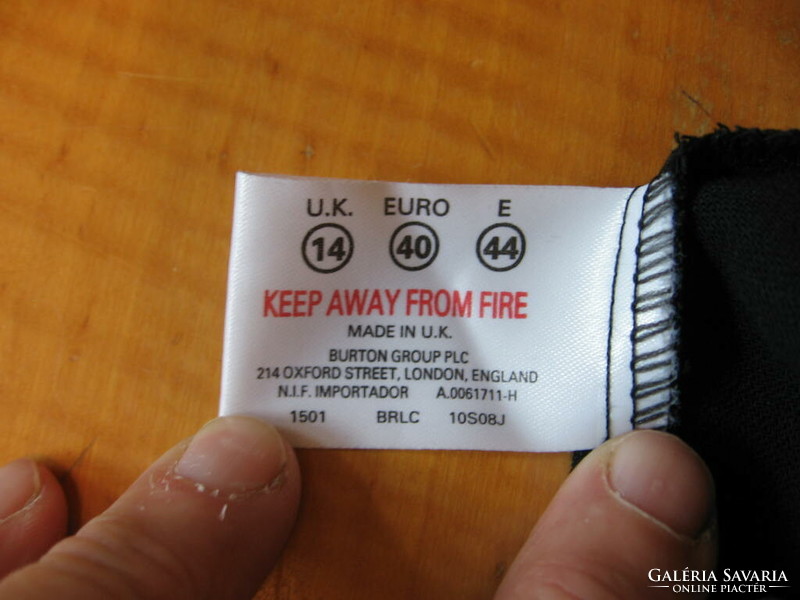 U.K. EURO E
14 40 44
KEEP AWAY FROM FIRE
MADE IN U.K.
BURTON GROUP PLC
214 OXFORD STREET, LONDON, ENGLAND
N.I.F. IMPORTADOR A.0061711-H
1501 BRLC 10S08J
GALÉRIA SAVARIA
ONLINE PIACTÉR